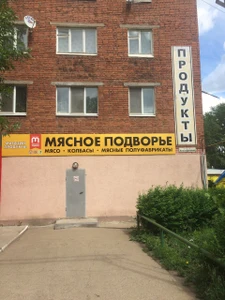 МЯСНОЕ ПОДВОРЬЕ
МЯСО • КОЛБАСЫ • МЯСНЫЕ ПОЛУФАБРИКАТЫ
ПРОДУКТЫ